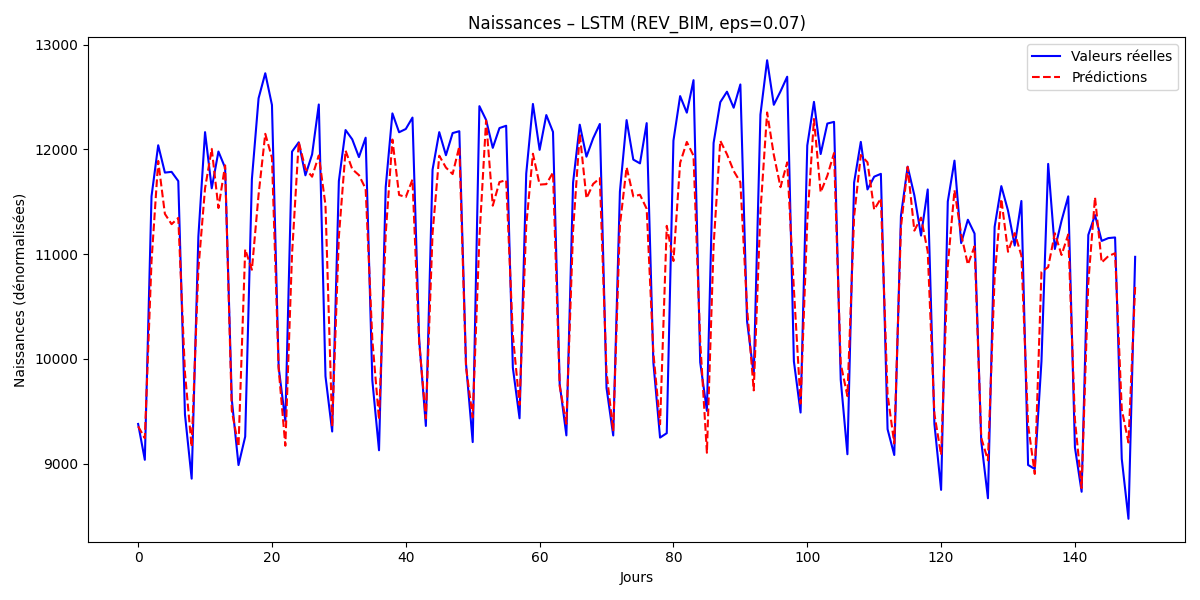 Naissances – LSTM (REV_BIM, eps=0.07)
Valeurs réelles
Prédictions
Naissances (dénormalisées)
13000
12000
11000
10000
9000
0 20 40 60 80 100 120 140
Jours